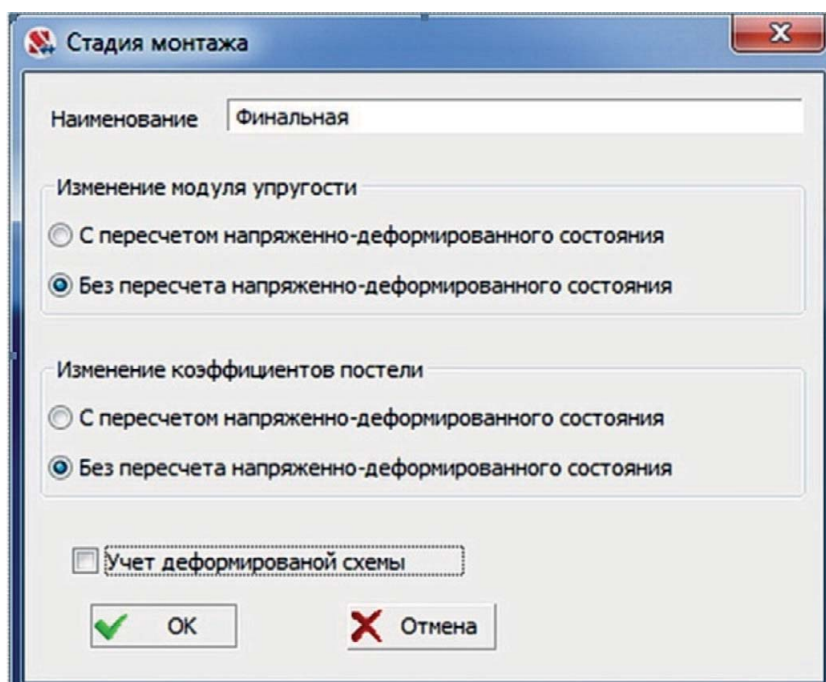 Стадия монтажа
Наименование Финальная
Изменение модуля упругости
С пересчетом напряженно-деформированного состояния
Без пересчета напряженно-деформированного состояния
Изменение коэффициентов постели
С пересчетом напряженно-деформированного состояния
Без пересчета напряженно-деформированного состояния
Учет деформированой схемы
OK Отмена